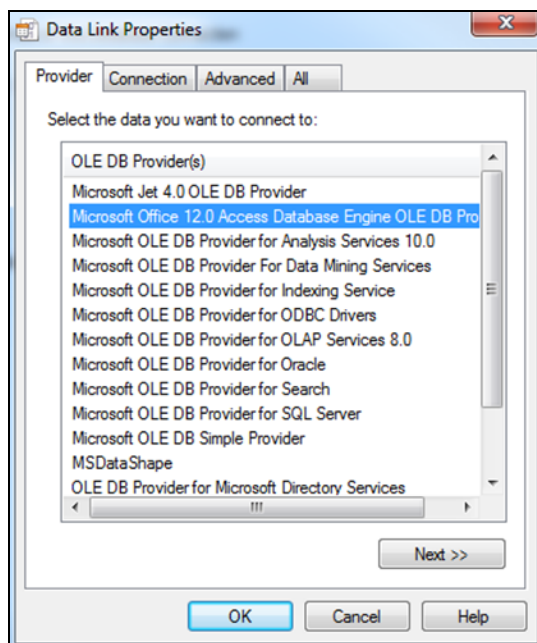 Data Link Properties
Provider Connection Advanced All
Select the data you want to connect to:
OLE DB Provider(s)
Microsoft Jet 4.0 OLE DB Provider
Microsoft Office 12.0 Access Database Engine OLE DB Pro
Microsoft OLE DB Provider for Analysis Services 10.0
Microsoft OLE DB Provider For Data Mining Services
Microsoft OLE DB Provider for Indexing Service
Microsoft OLE DB Provider for ODBC Drivers
Microsoft OLE DB Provider for OLAP Services 8.0
Microsoft OLE DB Provider for Oracle
Microsoft OLE DB Provider for Search
Microsoft OLE DB Provider for SQL Server
Microsoft OLE DB Simple Provider
MSDataShape
OLE DB Provider for Microsoft Directory Services
Next >>
OK Cancel Help